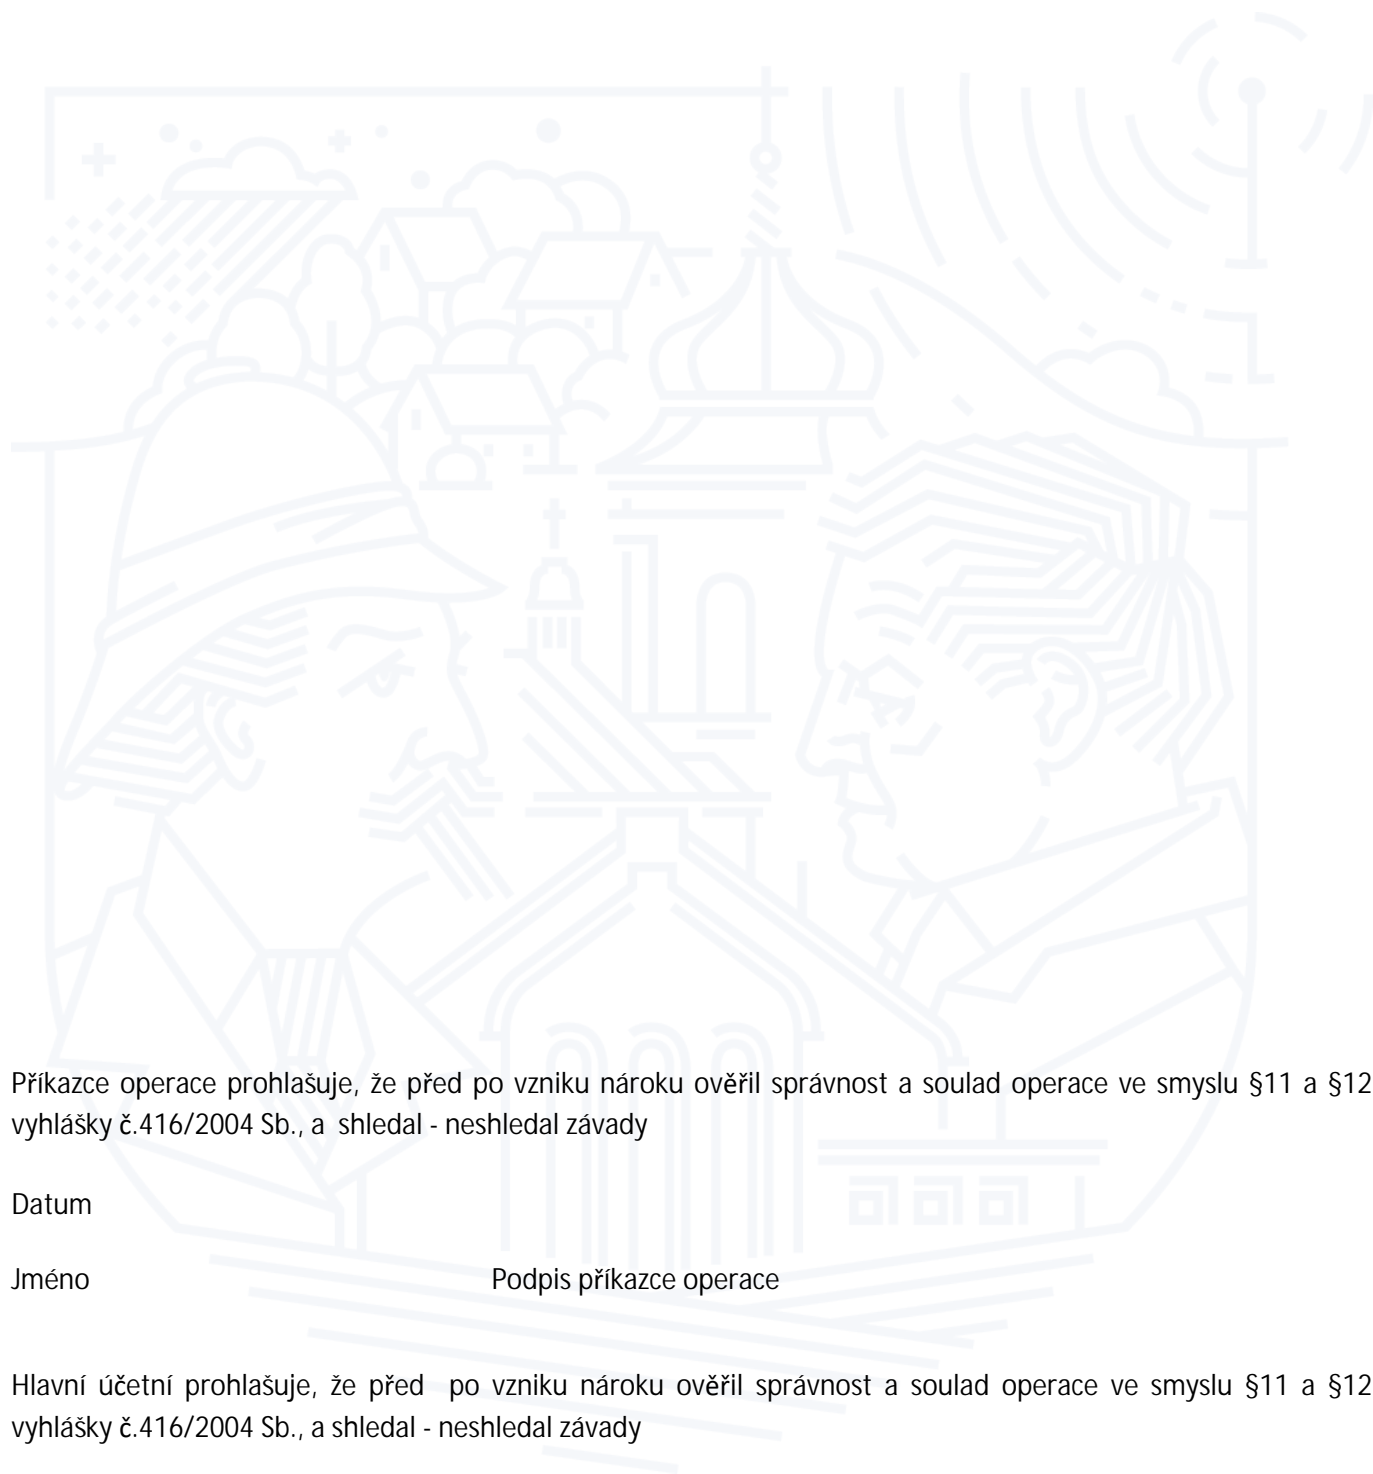 Příkazce operace prohlašuje, že před po vzniku nároku ověřil správnost a soulad operace ve smyslu §11 a §12
vyhlášky č.416/2004 Sb., a  shledal - neshledal závady
Datum
Jméno Podpis příkazce operace
Hlavní účetní prohlašuje, že před  po vzniku nároku ověřil správnost a soulad operace ve smyslu §11 a §12
vyhlášky č.416/2004 Sb., a shledal - neshledal závady